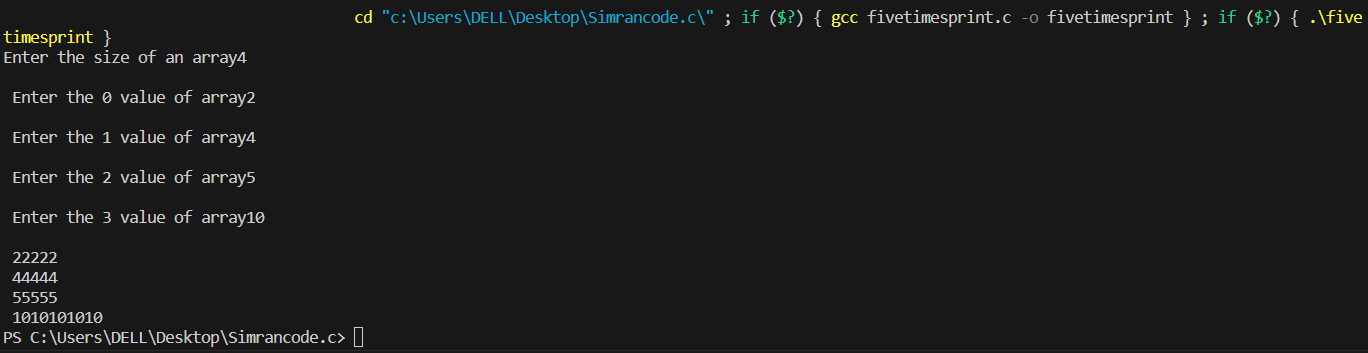 cd "c:\Users\DELL\Desktop\Simrancode.c\" ; if ($?) { gcc fivetimesprint.c -o fivetimesprint } ; if ($?) { .\five
timesprint }
Enter the size of an array4
Enter the 0 value of array2
Enter the 1 value of array4
Enter the 2 value of array5
Enter the 3 value of array10
22222
44444
55555
1010101010
PS C:\Users\DELL\Desktop\Simrancode.c>